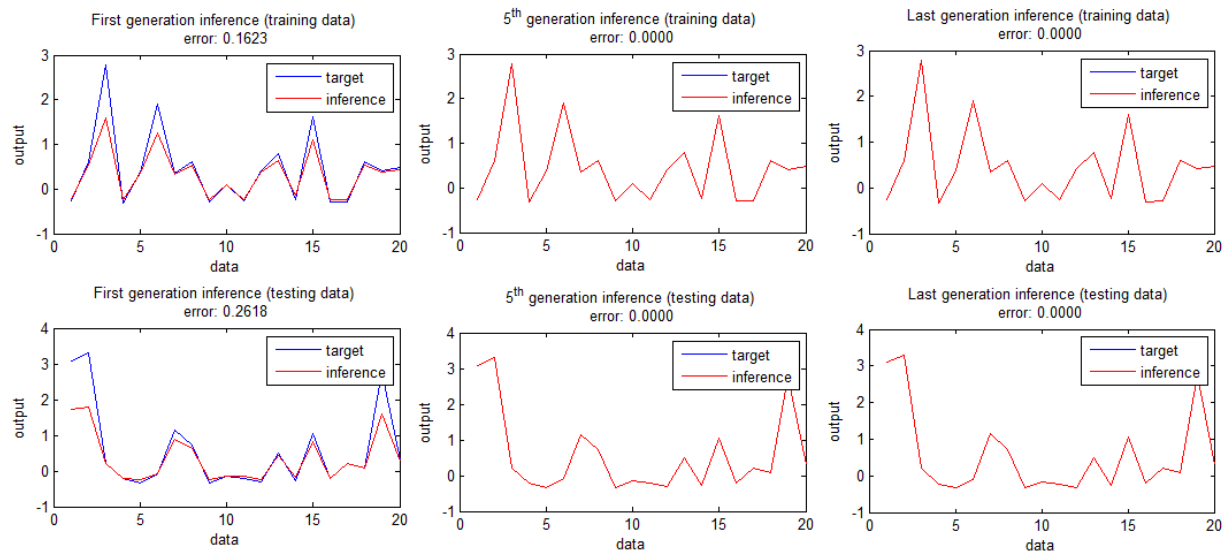 First generation inference (training data)
error: 0.1623
3
2
1
0
-1
output
target
inference
0 5 10 15 20
data
5th generation inference (training data)
error: 0.0000
3
2
1
0
-1
output
target
inference
0 5 10 15 20
data
Last generation inference (training data)
error: 0.0000
3
2
1
0
-1
output
target
inference
0 5 10 15 20
data
First generation inference (testing data)
error: 0.2618
4
3
2
1
0
-1
output
target
inference
0 5 10 15 20
data
5th generation inference (testing data)
error: 0.0000
4
3
2
1
0
-1
output
target
inference
0 5 10 15 20
data
Last generation inference (testing data)
error: 0.0000
4
3
2
1
0
-1
output
target
inference
0 5 10 15 20
data